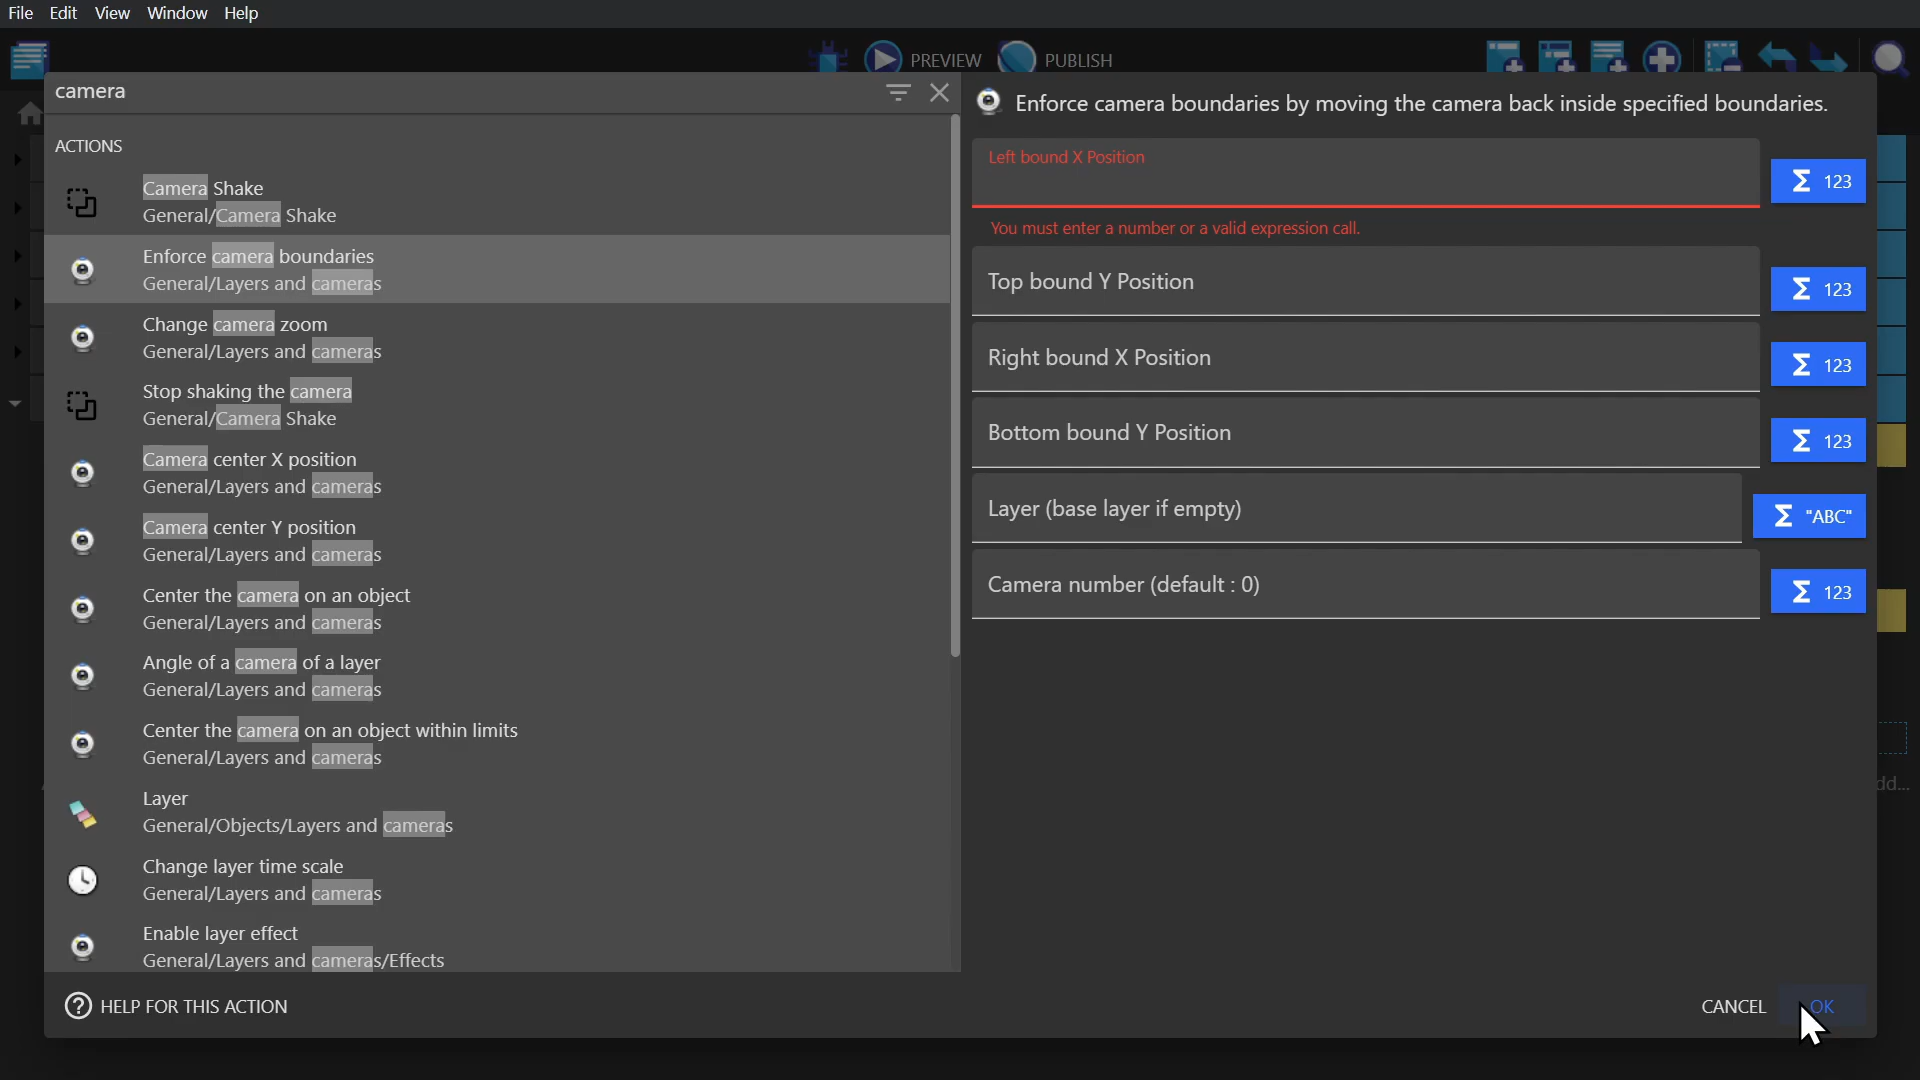 File Edit View Window Help
PREVIEW PUBLISH
camera
ACTIONS
Camera Shake
General/Camera Shake
Enforce camera boundaries
General/Layers and cameras
Change camera zoom
General/Layers and cameras
Stop shaking the camera
General/Camera Shake
Camera center X position
General/Layers and cameras
Camera center Y position
General/Layers and cameras
Center the camera on an object
General/Layers and cameras
Angle of a camera of a layer
General/Layers and cameras
Center the camera on an object within limits
General/Layers and cameras
Layer
General/Objects/Layers and cameras
Change layer time scale
General/Layers and cameras
Enable layer effect
General/Layers and cameras/Effects
HELP FOR THIS ACTION
Enforce camera boundaries by moving the camera back inside specified boundaries.
Left bound X Position
Σ 123
You must enter a number or a valid expression call.
Top bound Y Position
Σ 123
Right bound X Position
Σ 123
Bottom bound Y Position
Σ 123
Layer (base layer if empty)
Σ "ABC"
Camera number (default : 0)
Σ 123
dd...
CANCEL OK